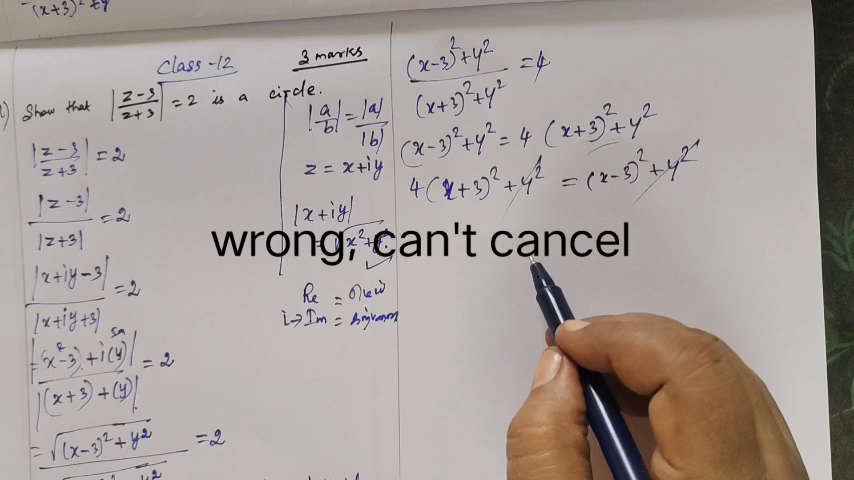 (x+3)² + y
Class-12
3 marks
Show that |z-3/z+3| = 2 is a circle.
|z-3/z+3| = 2
|z-3|/|z+3| = 2
|x+iy-3|/|x+iy+3| = 2
|(x-3)+i(y)|/|(x+3)+(y)| = 2
= √(x-3)²+y² = 2
|a/b| = |a|/|b|
z = x+iy
|x+iy|
= √x²+
Re =
i→ Im =
(x-3)²+y²/(x+3)²+y² = 4
(x-3)²+y² = 4 (x+3)²+y²
4(x+3)²+y² = (x-3)²+y²
wrong, can't cancel